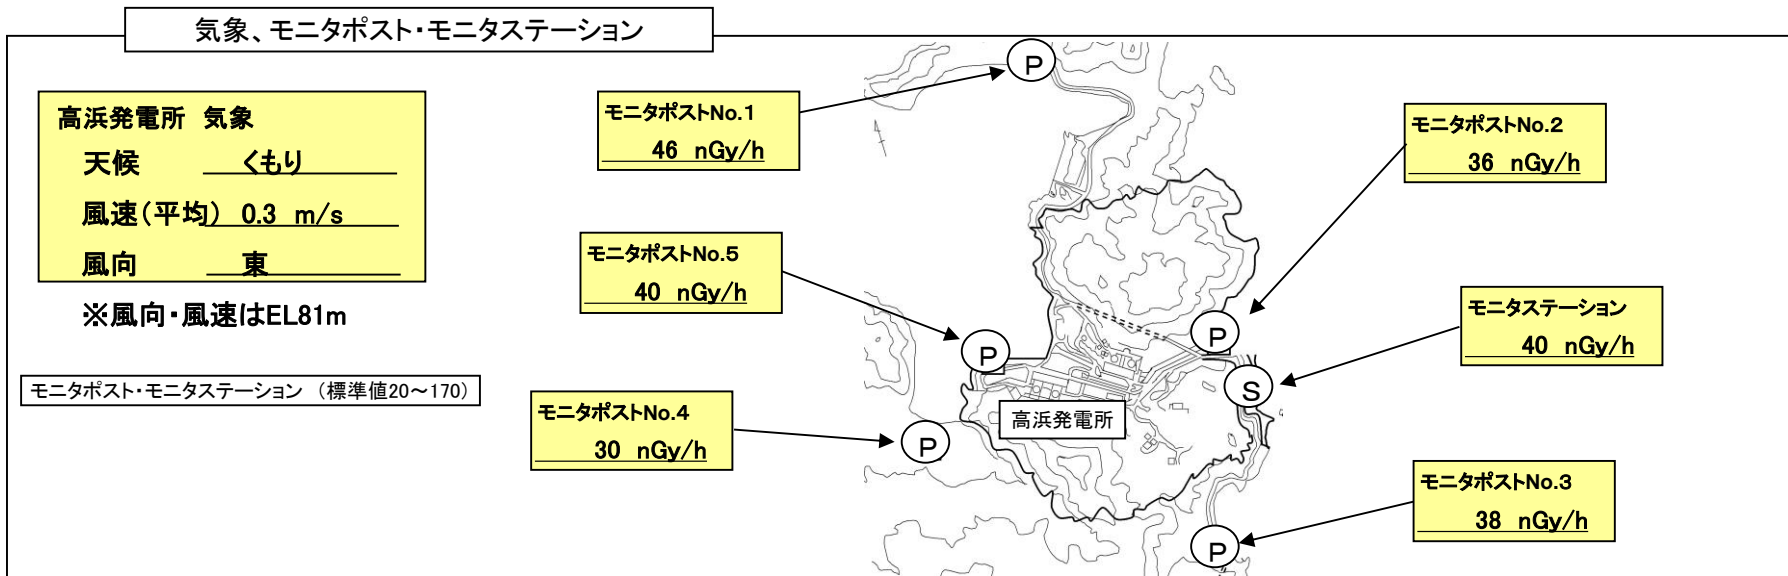 気象、モニタポスト・モニタステーション
高浜発電所 気象
天候 くもり
風速(平均) 0.3 m/s
風向 東
※風向・風速はEL81m
モニタポスト・モニタステーション (標準値20～170)
モニタポストNo.1
46 nGy/h
モニタポストNo.2
36 nGy/h
モニタポストNo.5
40 nGy/h
モニタステーション
40 nGy/h
モニタポストNo.4
30 nGy/h
モニタポストNo.3
38 nGy/h
高浜発電所
P
P
P
S
P
P